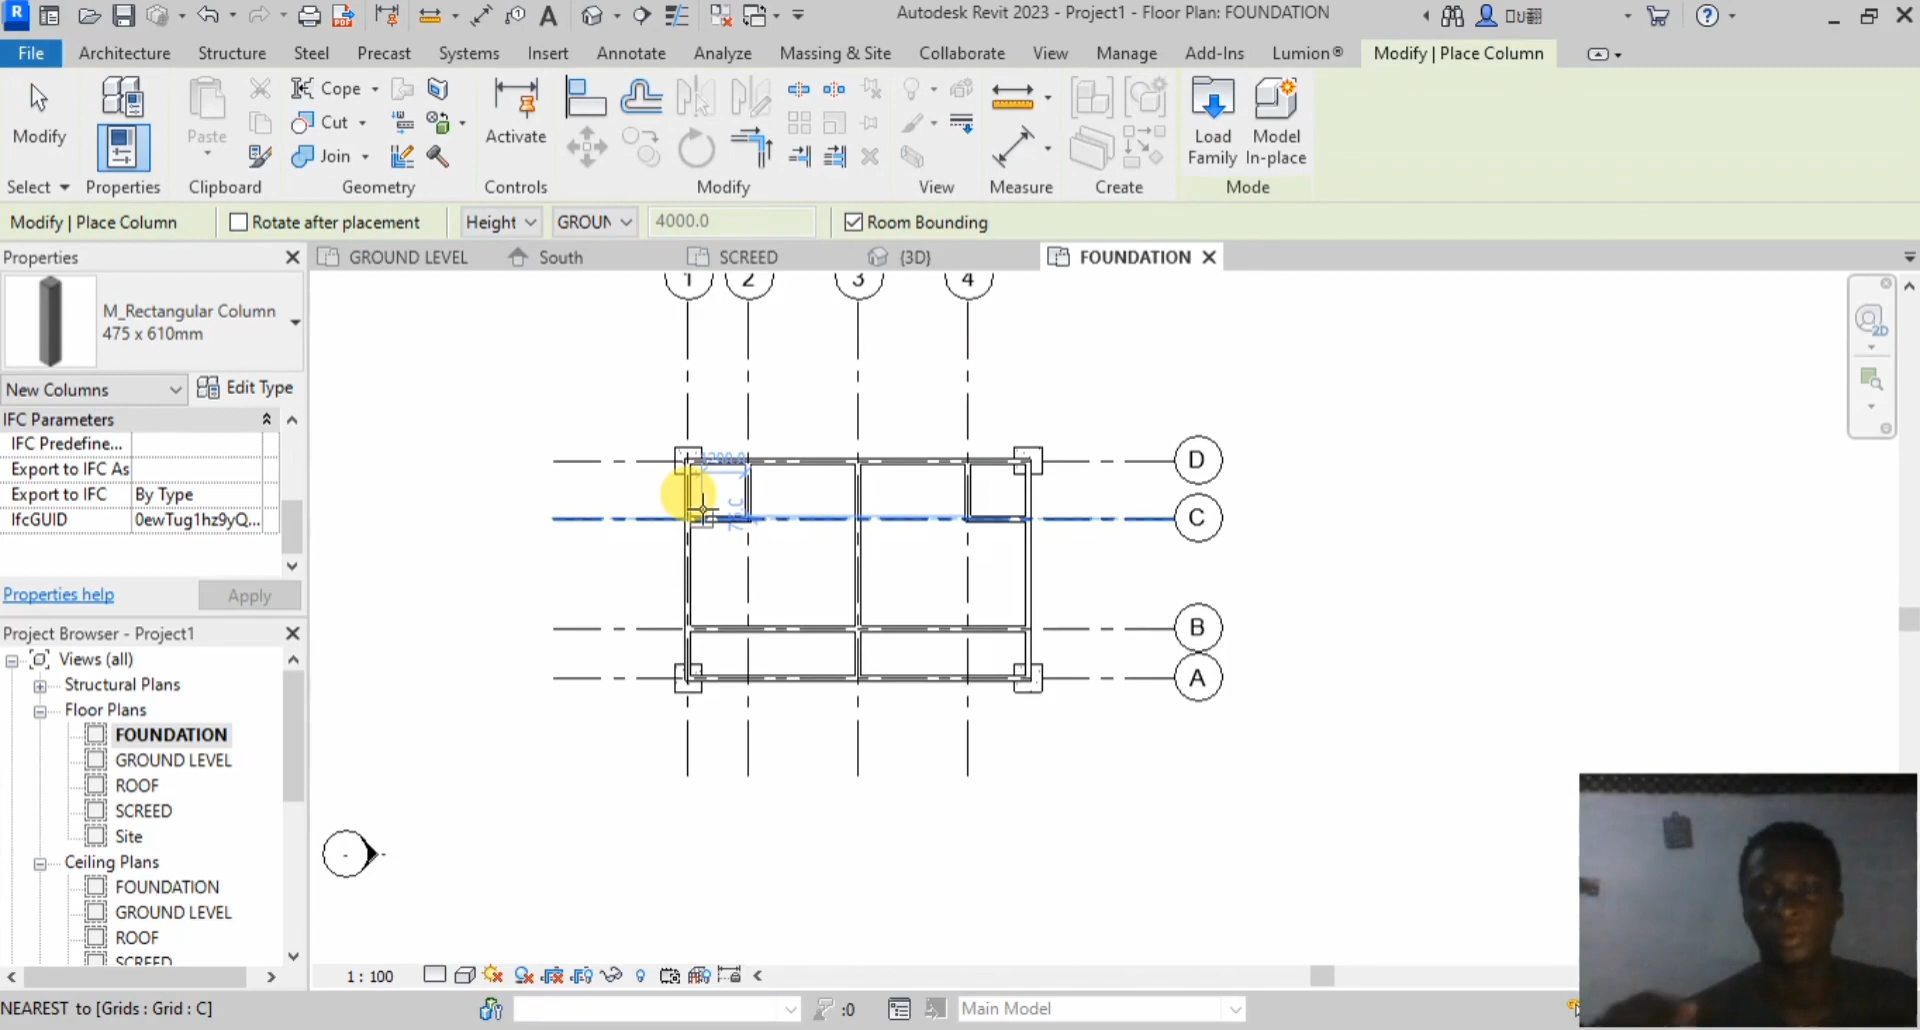 Autodesk Revit 2023 - Project1 - Floor Plan: FOUNDATION
File Architecture Structure Steel Precast Systems Insert Annotate Analyze Massing & Site Collaborate View Manage Add-Ins Lumion® Modify | Place Column
Modify
Paste
Cope
Cut
Join
Activate
Load Family
Model In-place
Select Properties Clipboard Geometry Controls Modify View Measure Create Mode
Modify | Place Column Rotate after placement Height GROUN 4000.0 Room Bounding
Properties
GROUND LEVEL South SCREED {3D} FOUNDATION
M_Rectangular Column
475 x 610mm
New Columns Edit Type
IFC Parameters
IFC Predefine...
Export to IFC As
Export to IFC By Type
IfcGUID 0ewTug1hz9yQ...
Properties help Apply
Project Browser - Project1
Views (all)
Structural Plans
Floor Plans
FOUNDATION
GROUND LEVEL
ROOF
SCREED
Site
Ceiling Plans
FOUNDATION
GROUND LEVEL
ROOF
SCREED
1 2 3 4
D
C
B
A
2D
1 : 100
NEAREST to [Grids : Grid : C]
:0
Main Model